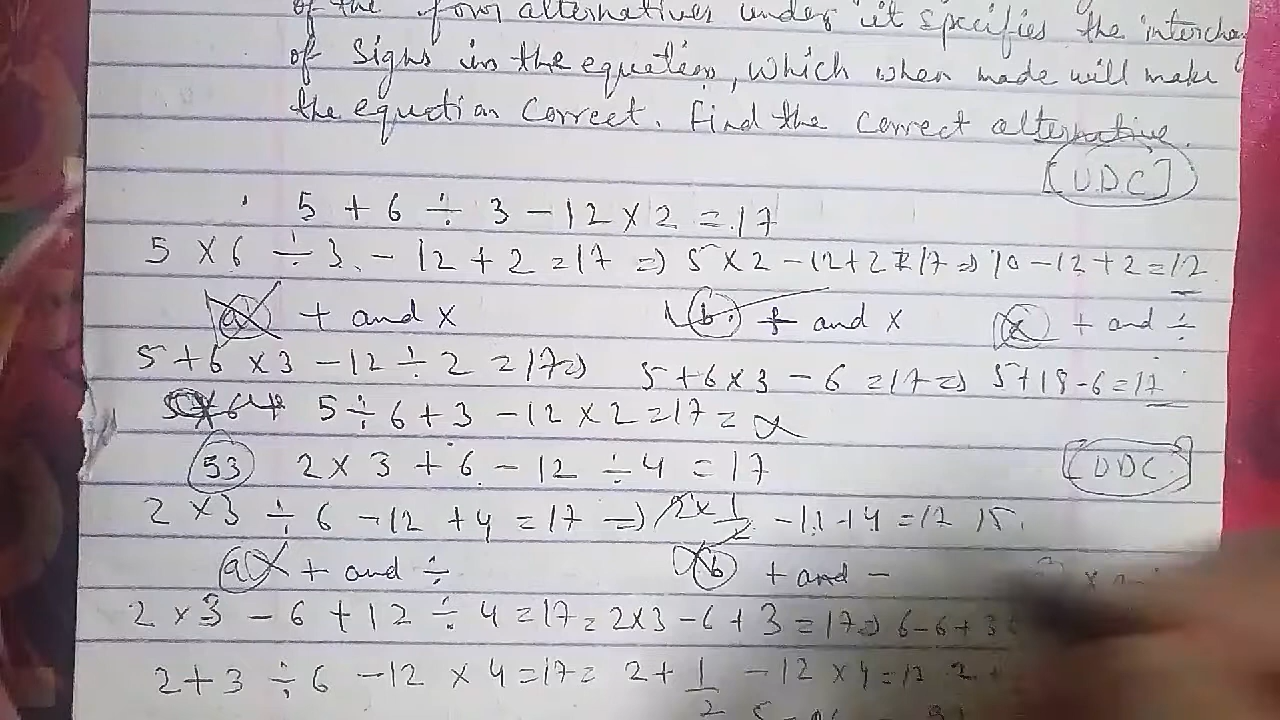 of the four alternatives under it specifies the
of signs in the equation, which when made will make
the equation correct. Find the correct alternative.
[UDC]
5 + 6 ÷ 3 - 12 × 2 = 17
5 × 6 ÷ 3 - 12 + 2 = 17 => 5 × 2 - 12 + 2 = 17 => 10 - 12 + 2 = 12
+ and × (b) ÷ and × + and ÷
5 + 6 × 3 - 12 ÷ 2 = 17 => 5 + 6 × 3 - 6 = 17 => 5 + 18 - 6 = 17
5 ÷ 6 + 3 - 12 × 2 = 17 =
(53) 2 × 3 + 6 - 12 ÷ 4 = 17 [UDC]
2 × 3 ÷ 6 - 12 + 4 = 17 =>
(a) + and ÷ (b) + and -
2 × 3 - 6 + 12 ÷ 4 = 17 = 2 × 3 - 6 + 3 = 17 => 6 - 6 + 3
2 + 3 ÷ 6 - 12 × 4 = 17 = 2 + 1/2 - 12 × 4 = 17